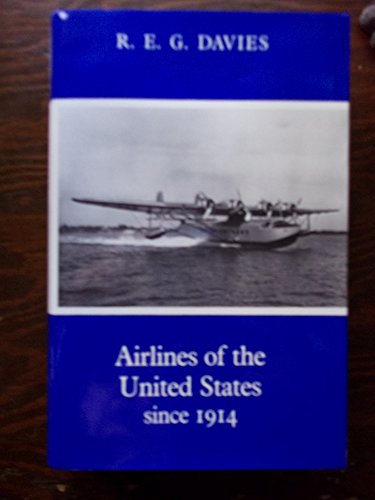 R. E. G. DAVIES
Airlines of the
United States
since 1914